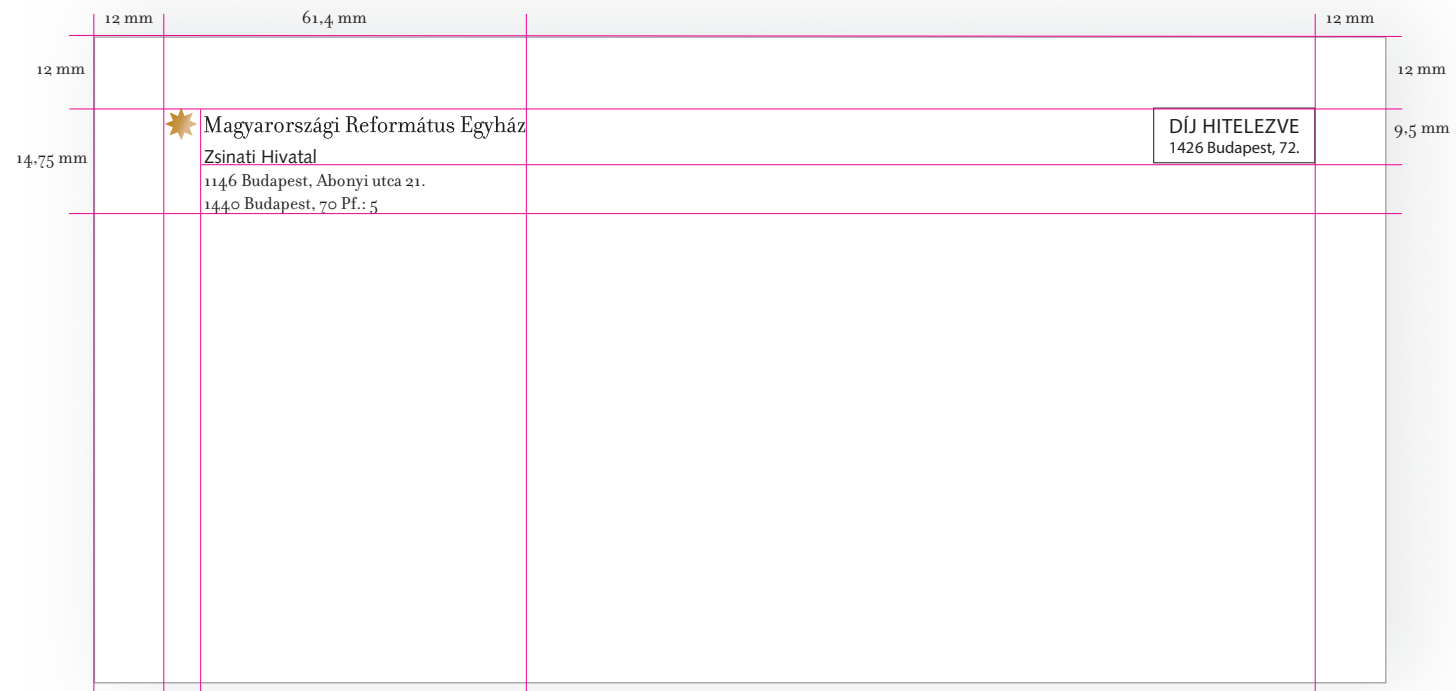 12 mm
61,4 mm
12 mm
12 mm
12 mm
Magyarországi Református Egyház
DÍJ HITELEZVE
9,5 mm
1426 Budapest, 72.
14,75 mm
Zsinati Hivatal
1146 Budapest, Abonyi utca 21.
1440 Budapest, 70 Pf.: 5